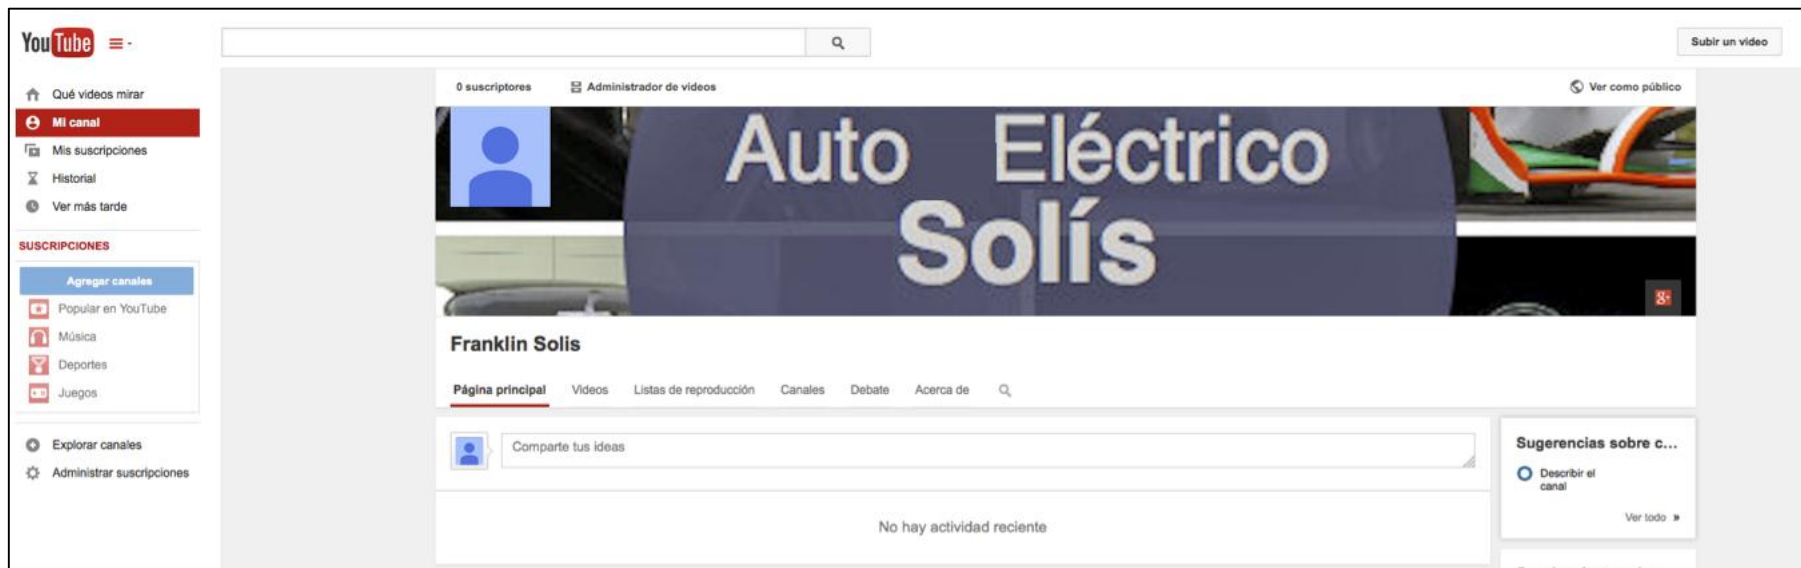 YouTube
Subir un video
Qué videos mirar
Mi canal
Mis suscripciones
Historial
Ver más tarde
SUSCRIPCIONES
Agregar canales
Popular en YouTube
Música
Deportes
Juegos
Explorar canales
Administrar suscripciones
0 suscriptores Administrador de videos Ver como público
Auto Eléctrico
Solís
g+
Franklin Solis
Página principal Videos Listas de reproducción Canales Debate Acerca de
Comparte tus ideas
No hay actividad reciente
Sugerencias sobre c...
Describir el
canal
Ver todo »